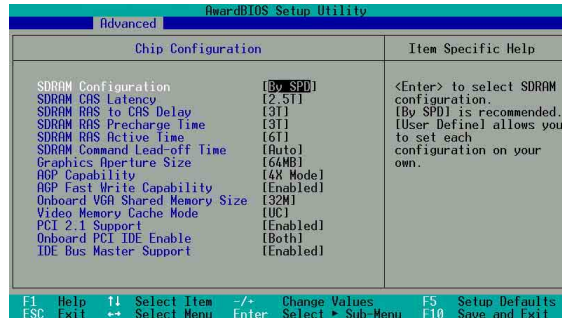 AwardBIOS Setup Utility
Advanced
Chip Configuration
Item Specific Help
SDRAM Configuration [By SPD]
SDRAM CAS Latency [2.5T]
SDRAM RAS to CAS Delay [3T]
SDRAM RAS Precharge Time [3T]
SDRAM RAS Active Time [6T]
SDRAM Command Lead-off Time [Auto]
Graphics Aperture Size [64MB]
AGP Capability [4X Mode]
AGP Fast Write Capability [Enabled]
Onboard VGA Shared Memory Size [32M]
Video Memory Cache Mode [UC]
PCI 2.1 Support [Enabled]
Onboard PCI IDE Enable [Both]
IDE Bus Master Support [Enabled]
<Enter> to select SDRAM
configuration.
[By SPD] is recommended.
[User Define] allows you
to set each
configuration on your
own.
F1 Help ↑↓ Select Item -/+ Change Values F5 Setup Defaults
ESC Exit ↔ Select Menu Enter Select ► Sub-Menu F10 Save and Exit